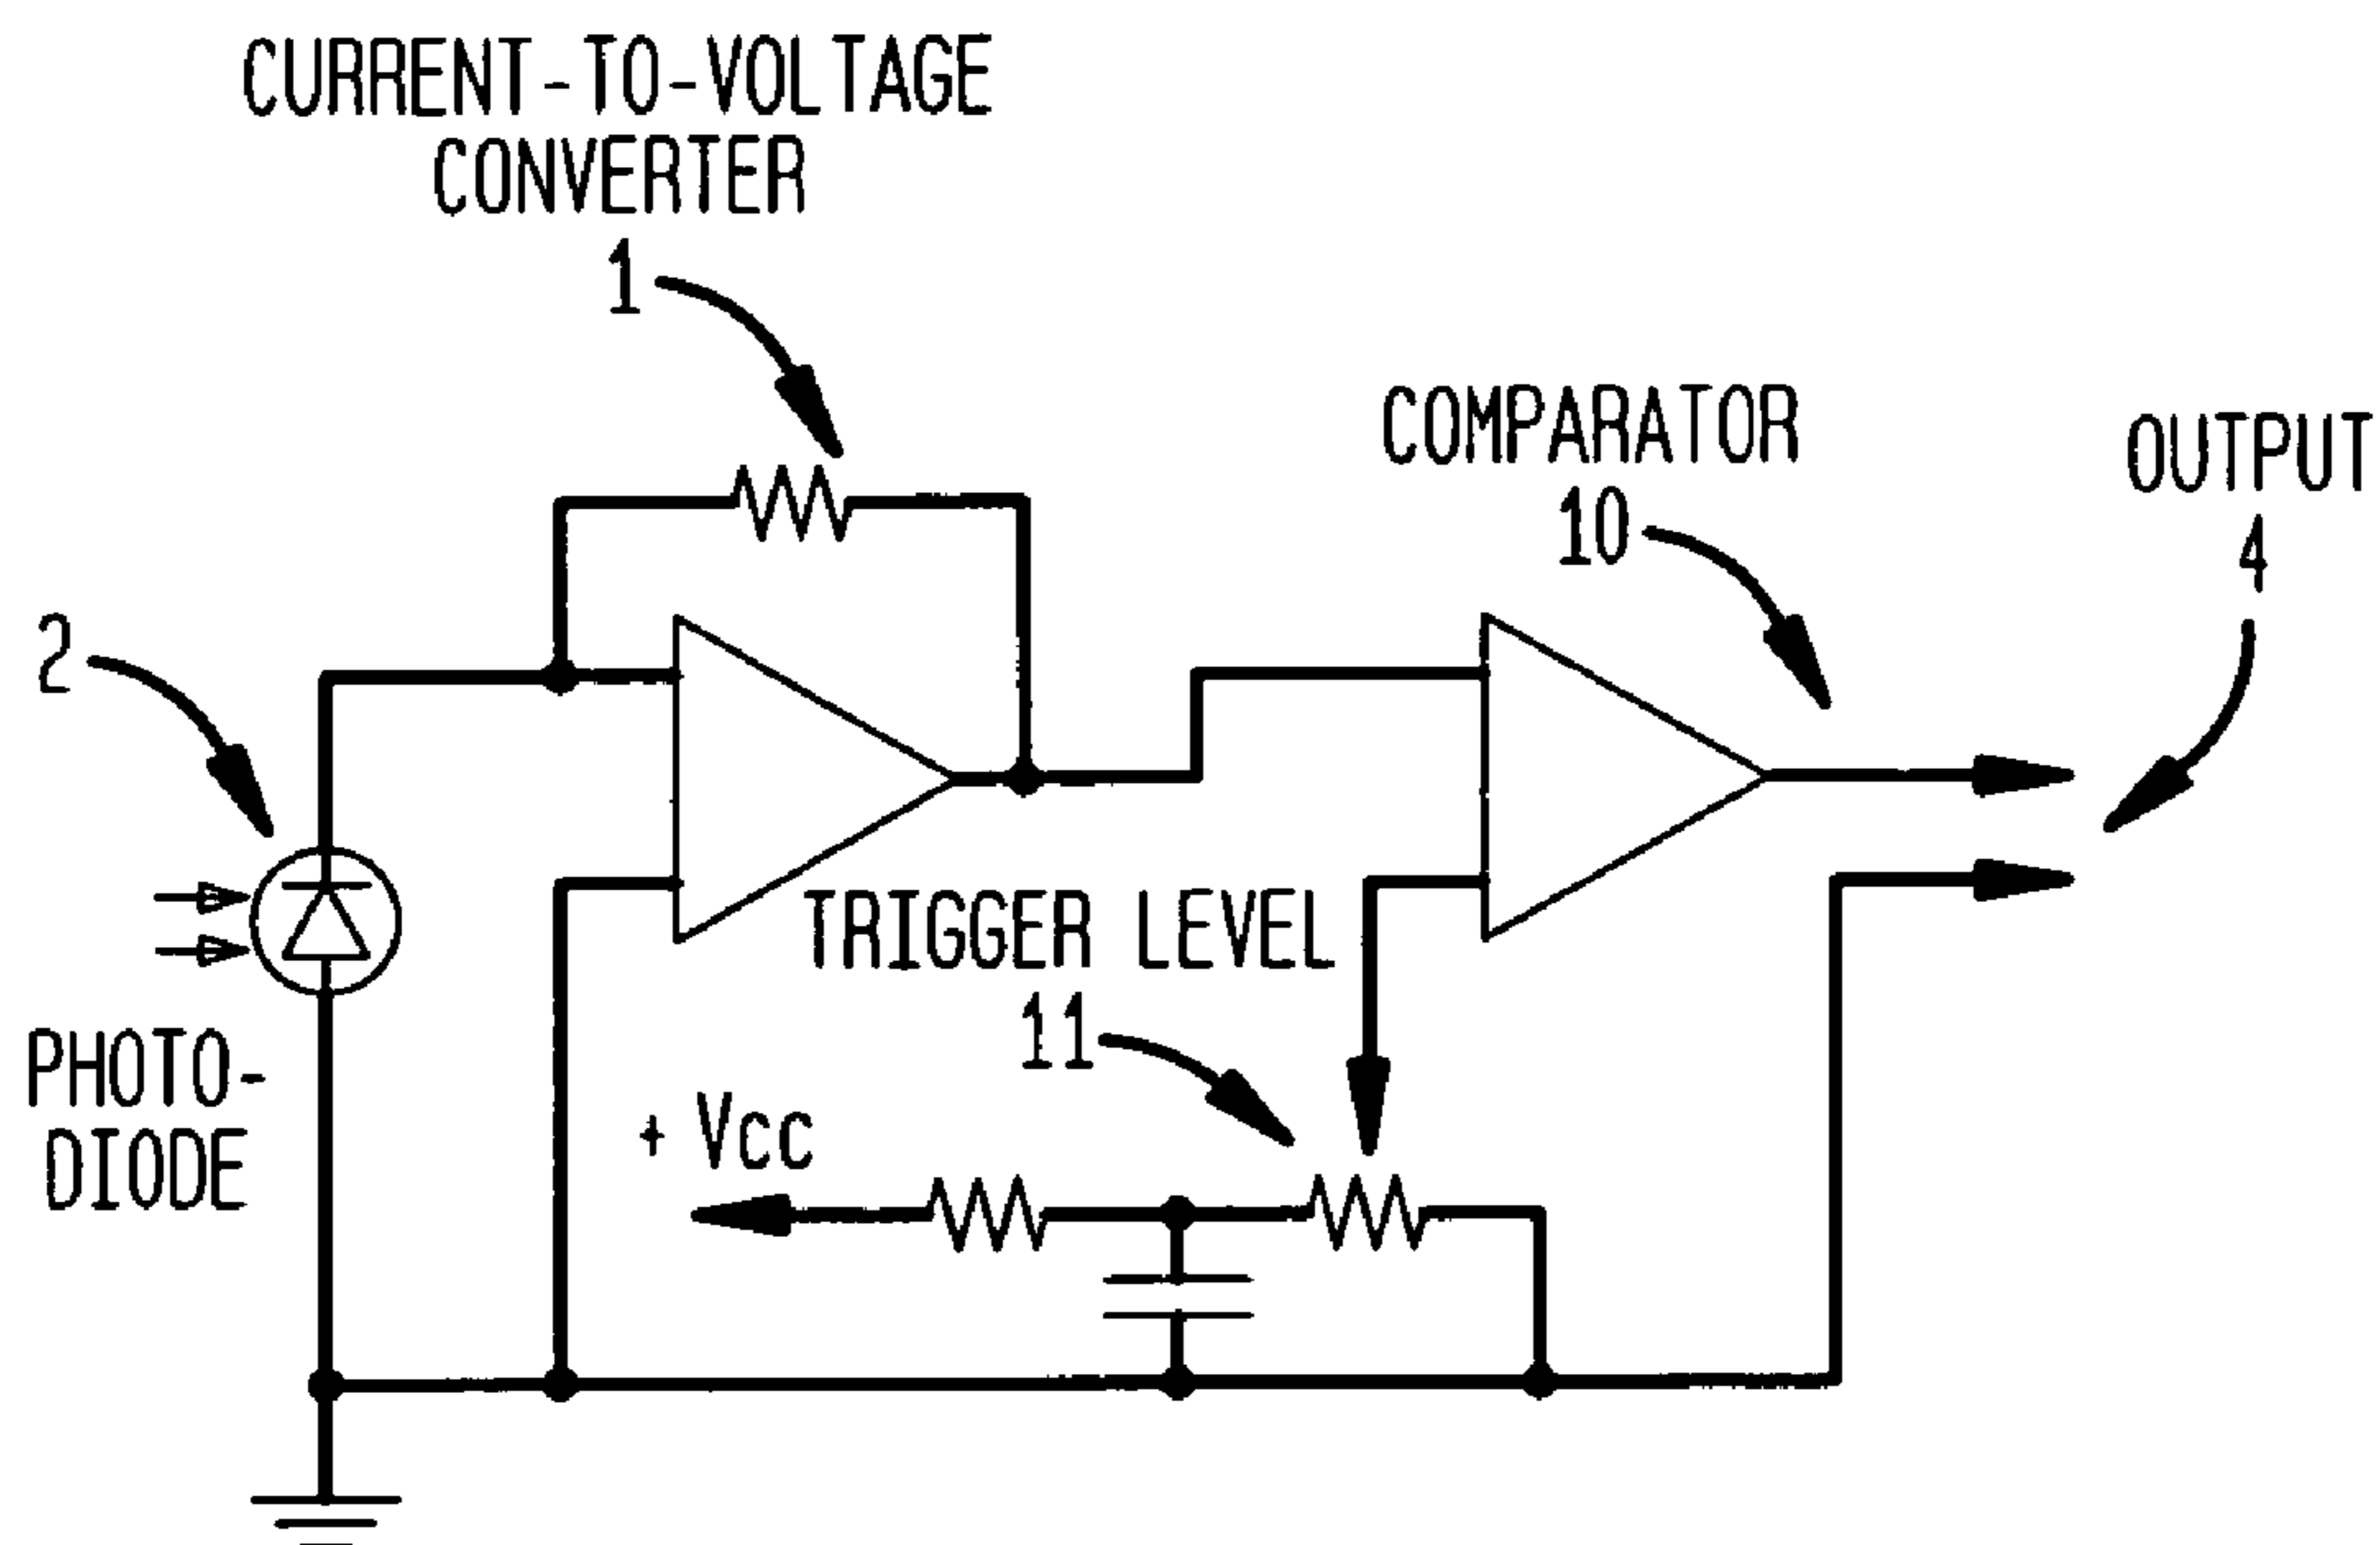 CURRENT-TO-VOLTAGE
CONVERTER
1
COMPARATOR
10
OUTPUT
4
2
TRIGGER LEVEL
11
PHOTO-
DIODE
+ Vcc